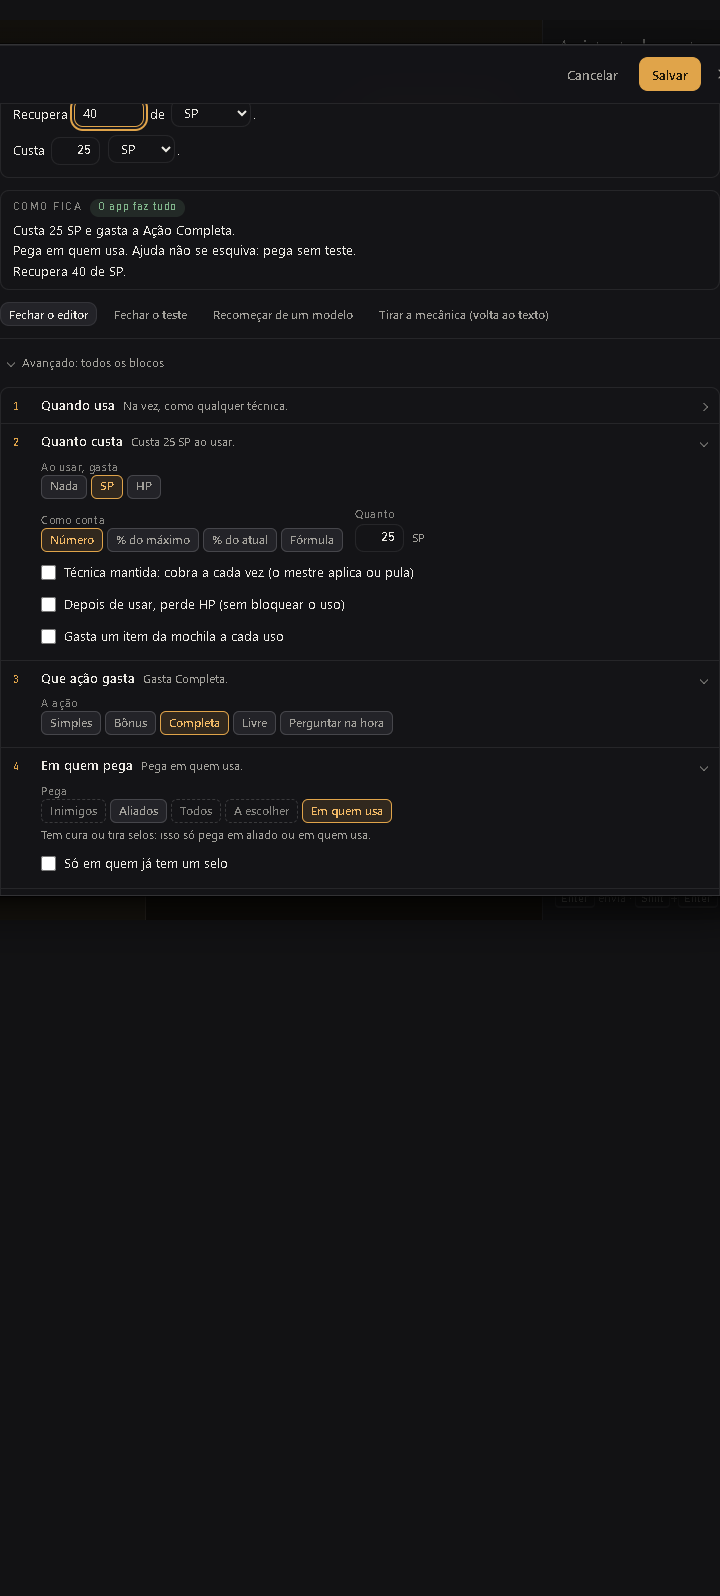 Cancelar
Salvar
Recupera 40 de SP .
Custa 25 SP .
COMO FICA O app faz tudo
Custa 25 SP e gasta a Ação Completa.
Pega em quem usa. Ajuda não se esquiva: pega sem teste.
Recupera 40 de SP.
Fechar o editor Fechar o teste Recomeçar de um modelo Tirar a mecânica (volta ao texto)
Avançado: todos os blocos
1 Quando usa Na vez, como qualquer técnica.
2 Quanto custa Custa 25 SP ao usar.
Ao usar, gasta
Nada SP HP
Como conta Quanto
Número % do máximo % do atual Fórmula 25 SP
Técnica mantida: cobra a cada vez (o mestre aplica ou pula)
Depois de usar, perde HP (sem bloquear o uso)
Gasta um item da mochila a cada uso
3 Que ação gasta Gasta Completa.
A ação
Simples Bônus Completa Livre Perguntar na hora
4 Em quem pega Pega em quem usa.
Pega
Inimigos Aliados Todos A escolher Em quem usa
Tem cura ou tira selos: isso só pega em aliado ou em quem usa.
Só em quem já tem um selo
Enter envia Shift + Enter